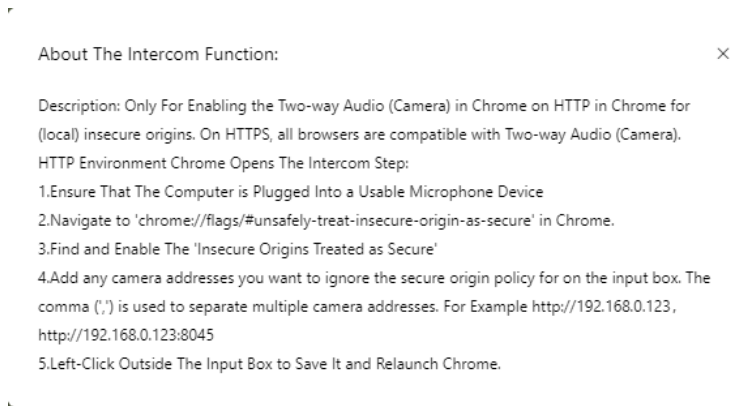 About The Intercom Function:
Description: Only For Enabling the Two-way Audio (Camera) in Chrome on HTTP in Chrome for
(local) insecure origins. On HTTPS, all browsers are compatible with Two-way Audio (Camera).
HTTP Environment Chrome Opens The Intercom Step:
1.Ensure That The Computer is Plugged Into a Usable Microphone Device
2.Navigate to 'chrome://flags/#unsafely-treat-insecure-origin-as-secure' in Chrome.
3.Find and Enable The 'Insecure Origins Treated as Secure'
4.Add any camera addresses you want to ignore the secure origin policy for on the input box. The
comma (',') is used to separate multiple camera addresses. For Example http://192.168.0.123,
http://192.168.0.123:8045
5.Left-Click Outside The Input Box to Save It and Relaunch Chrome.